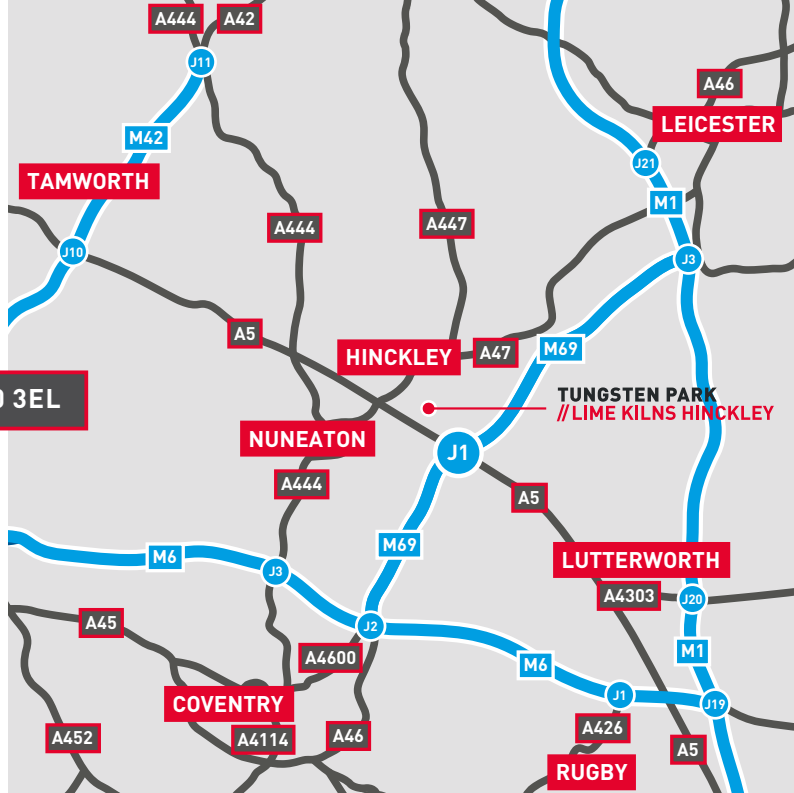 A444
A42
J11
A46
LEICESTER
M42
J21
TAMWORTH
M1
A444
A447
J10
J3
A5
HINCKLEY
A47
M69
3EL
TUNGSTEN PARK
//LIME KILNS HINCKLEY
NUNEATON
J1
A444
A5
M69
M6
LUTTERWORTH
J3
A4303
J20
A45
J2
A4600
M1
M6
COVENTRY
J1
J19
A452
A4114
A46
A426
A5
RUGBY